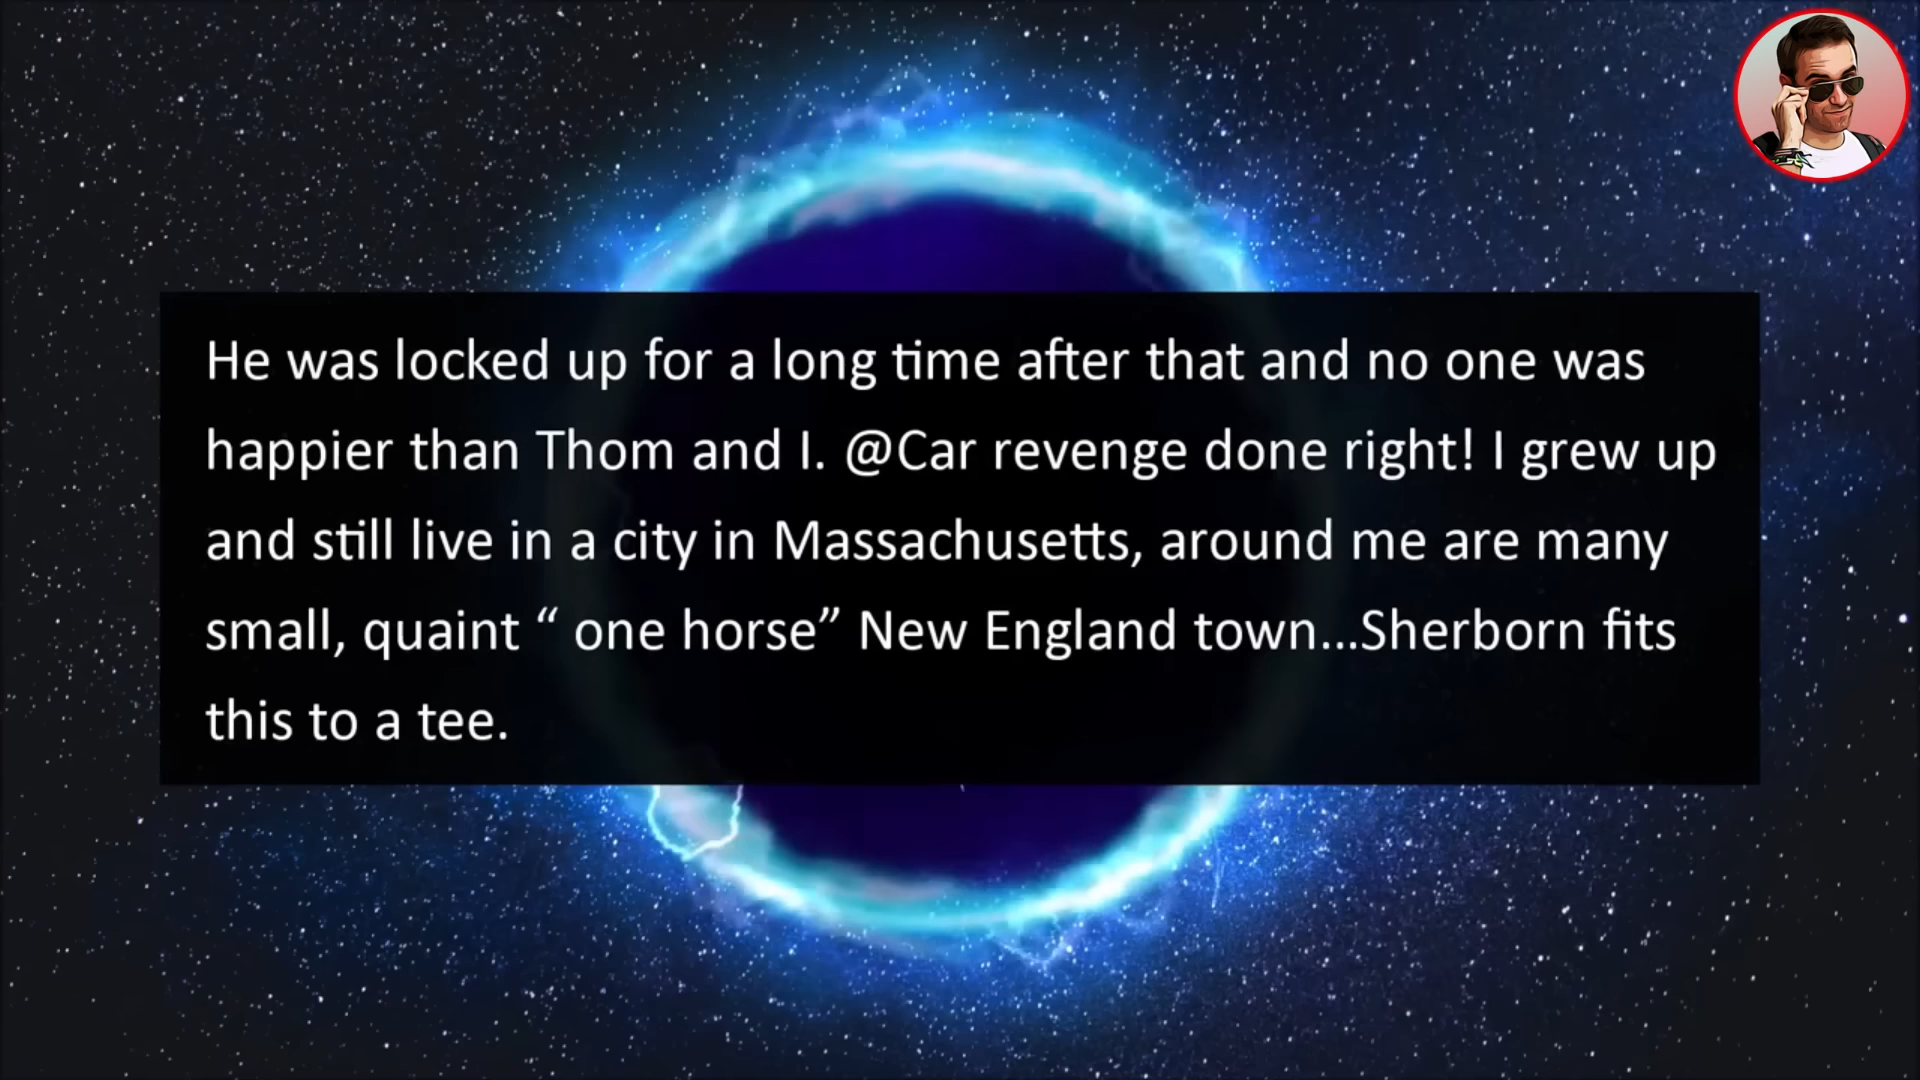 He was locked up for a long time after that and no one was
happier than Thom and I. @Car revenge done right! I grew up
and still live in a city in Massachusetts, around me are many
small, quaint “ one horse” New England town...Sherborn fits
this to a tee.